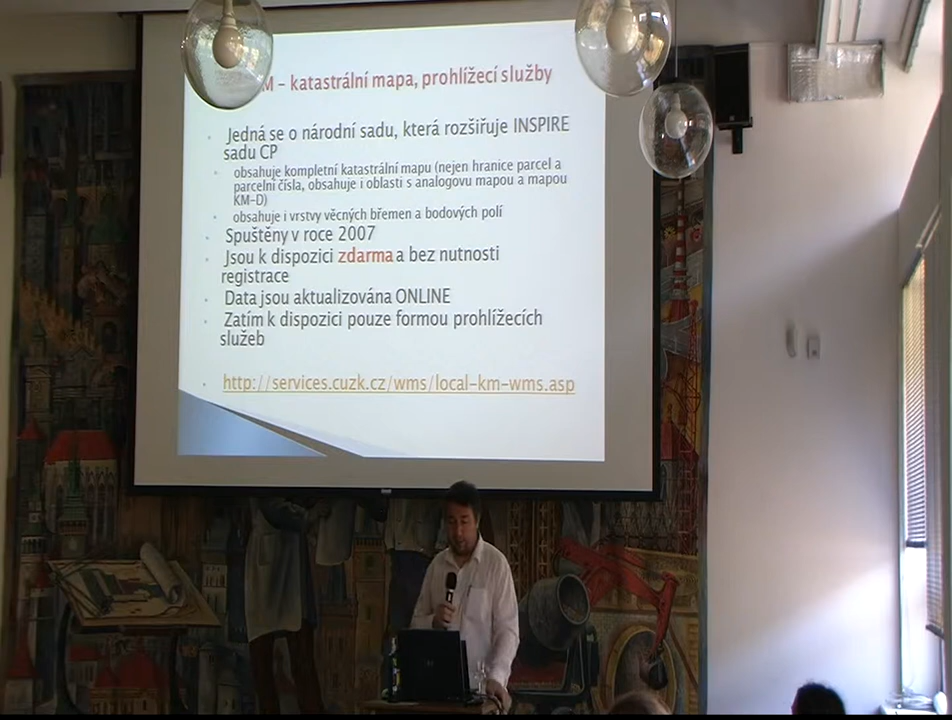 M – katastrální mapa, prohlížecí služby
Jedná se o národní sadu, která rozšiřuje INSPIRE
sadu CP
obsahuje kompletní katastrální mapu (nejen hranice parcel a
parcelní čísla, obsahuje i oblasti s analogovu mapou a mapou
KM-D)
obsahuje i vrstvy věcných břemen a bodových polí
Spuštěny v roce 2007
Jsou k dispozici zdarma a bez nutnosti
registrace
Data jsou aktualizována ONLINE
Zatím k dispozici pouze formou prohlížecích
služeb
http://services.cuzk.cz/wms/local-km-wms.asp